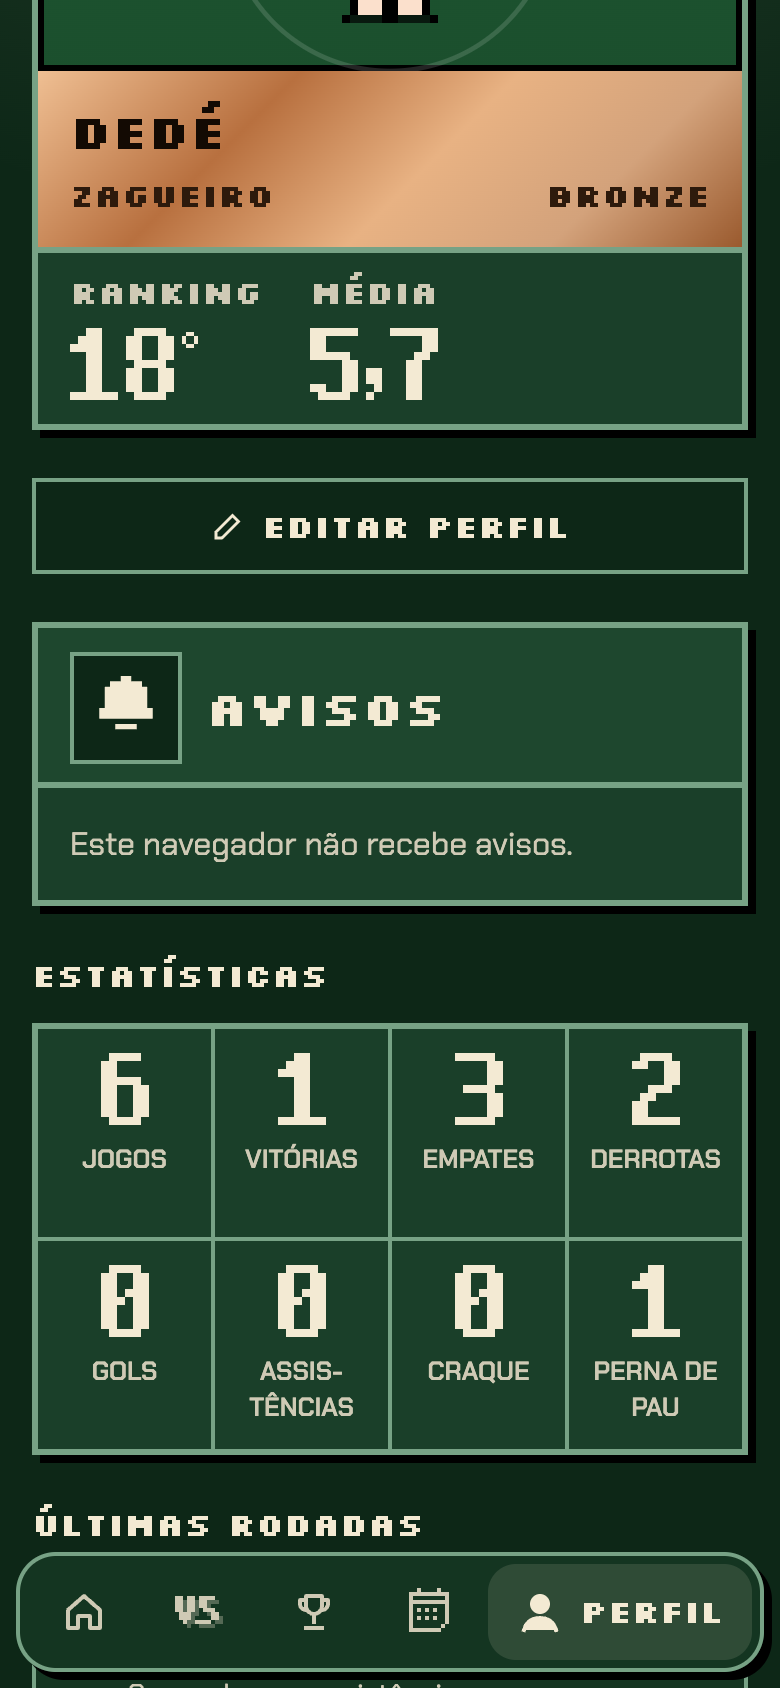 DEDÉ
ZAGUEIRO BRONZE
RANKING MÉDIA
18° 5,7
EDITAR PERFIL
AVISOS
Este navegador não recebe avisos.
ESTATÍSTICAS
6 1 3 2
JOGOS VITÓRIAS EMPATES DERROTAS
0 0 0 1
GOLS ASSIS- CRAQUE PERNA DE
TÊNCIAS PAU
ÚLTIMAS RODADAS
VS PERFIL